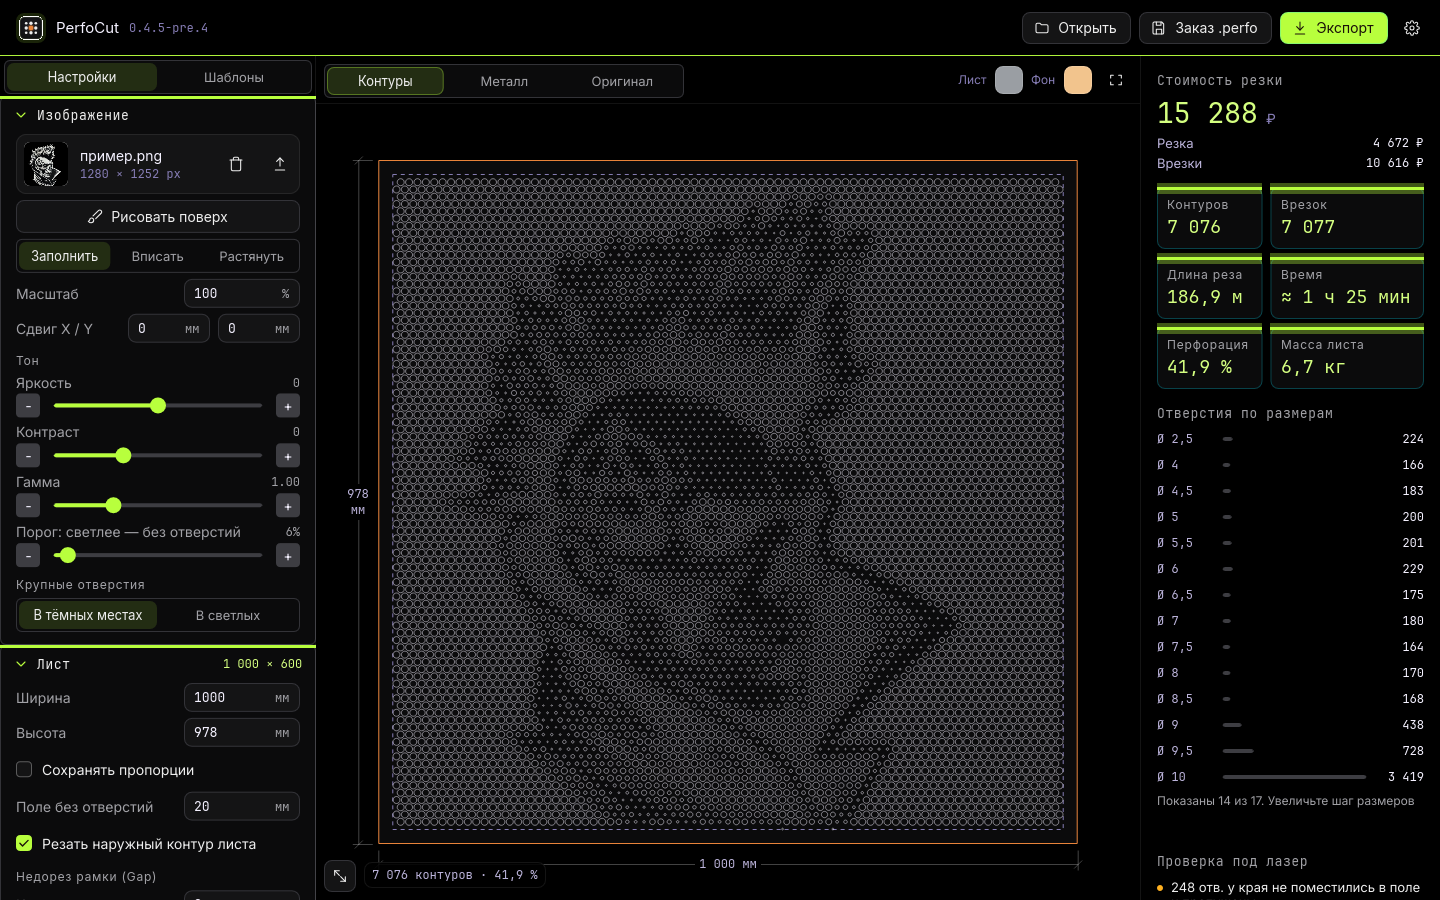 PerfoCut 0.4.5-pre.4
Открыть
Заказ .perfo
Экспорт
Настройки
Шаблоны
Изображение
пример.png
1280 × 1252 px
Рисовать поверх
Заполнить
Вписать
Растянуть
Масштаб 100 %
Сдвиг X / Y 0 мм 0 мм
Тон
Яркость 0
- +
Контраст 0
- +
Гамма 1.00
- +
Порог: светлее — без отверстий 6%
- +
Крупные отверстия
В тёмных местах
В светлых
Лист 1 000 × 600
Ширина 1000 мм
Высота 978 мм
Сохранять пропорции
Поле без отверстий 20 мм
Резать наружный контур листа
Недорез рамки (Gap)
Контуры
Металл
Оригинал
Лист
Фон
978
мм
1 000 мм
7 076 контуров · 41,9 %
Стоимость резки
15 288 ₽
Резка 4 672 ₽
Врезки 10 616 ₽
Контуров
7 076
Врезок
7 077
Длина реза
186,9 м
Время
≈ 1 ч 25 мин
Перфорация
41,9 %
Масса листа
6,7 кг
Отверстия по размерам
Ø 2,5 224
Ø 4 166
Ø 4,5 183
Ø 5 200
Ø 5,5 201
Ø 6 229
Ø 6,5 175
Ø 7 180
Ø 7,5 164
Ø 8 170
Ø 8,5 168
Ø 9 438
Ø 9,5 728
Ø 10 3 419
Показаны 14 из 17. Увеличьте шаг размеров
Проверка под лазер
248 отв. у края не поместились в поле